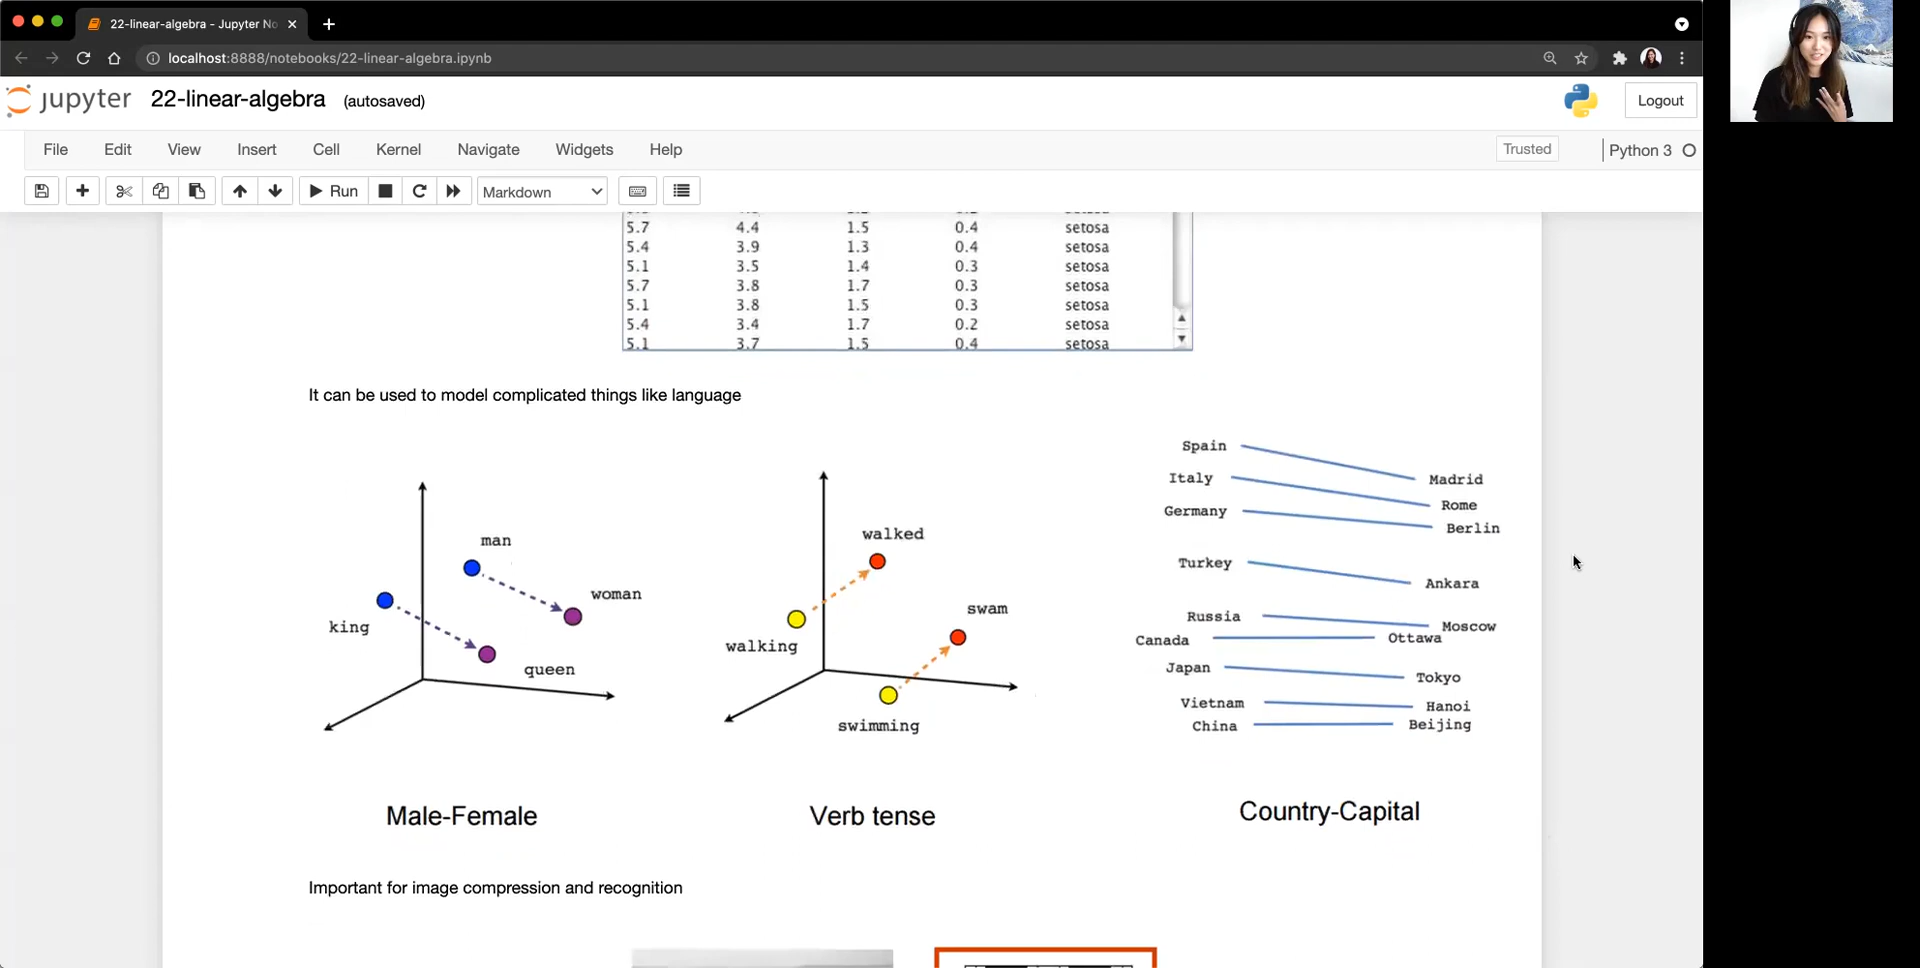 22-linear-algebra - Jupyter No
localhost:8888/notebooks/22-linear-algebra.ipynb
jupyter 22-linear-algebra (autosaved)
Logout
File Edit View Insert Cell Kernel Navigate Widgets Help
Trusted
Python 3
Run
Markdown
5.7 4.4 1.5 0.4 setosa
5.4 3.9 1.3 0.4 setosa
5.1 3.5 1.4 0.3 setosa
5.7 3.8 1.7 0.3 setosa
5.1 3.8 1.5 0.3 setosa
5.4 3.4 1.7 0.2 setosa
5.1 3.7 1.5 0.4 setosa
It can be used to model complicated things like language
man
woman
king
queen
Male-Female
walked
swam
walking
swimming
Verb tense
Spain Madrid
Italy Rome
Germany Berlin
Turkey Ankara
Russia Moscow
Canada Ottawa
Japan Tokyo
Vietnam Hanoi
China Beijing
Country-Capital
Important for image compression and recognition